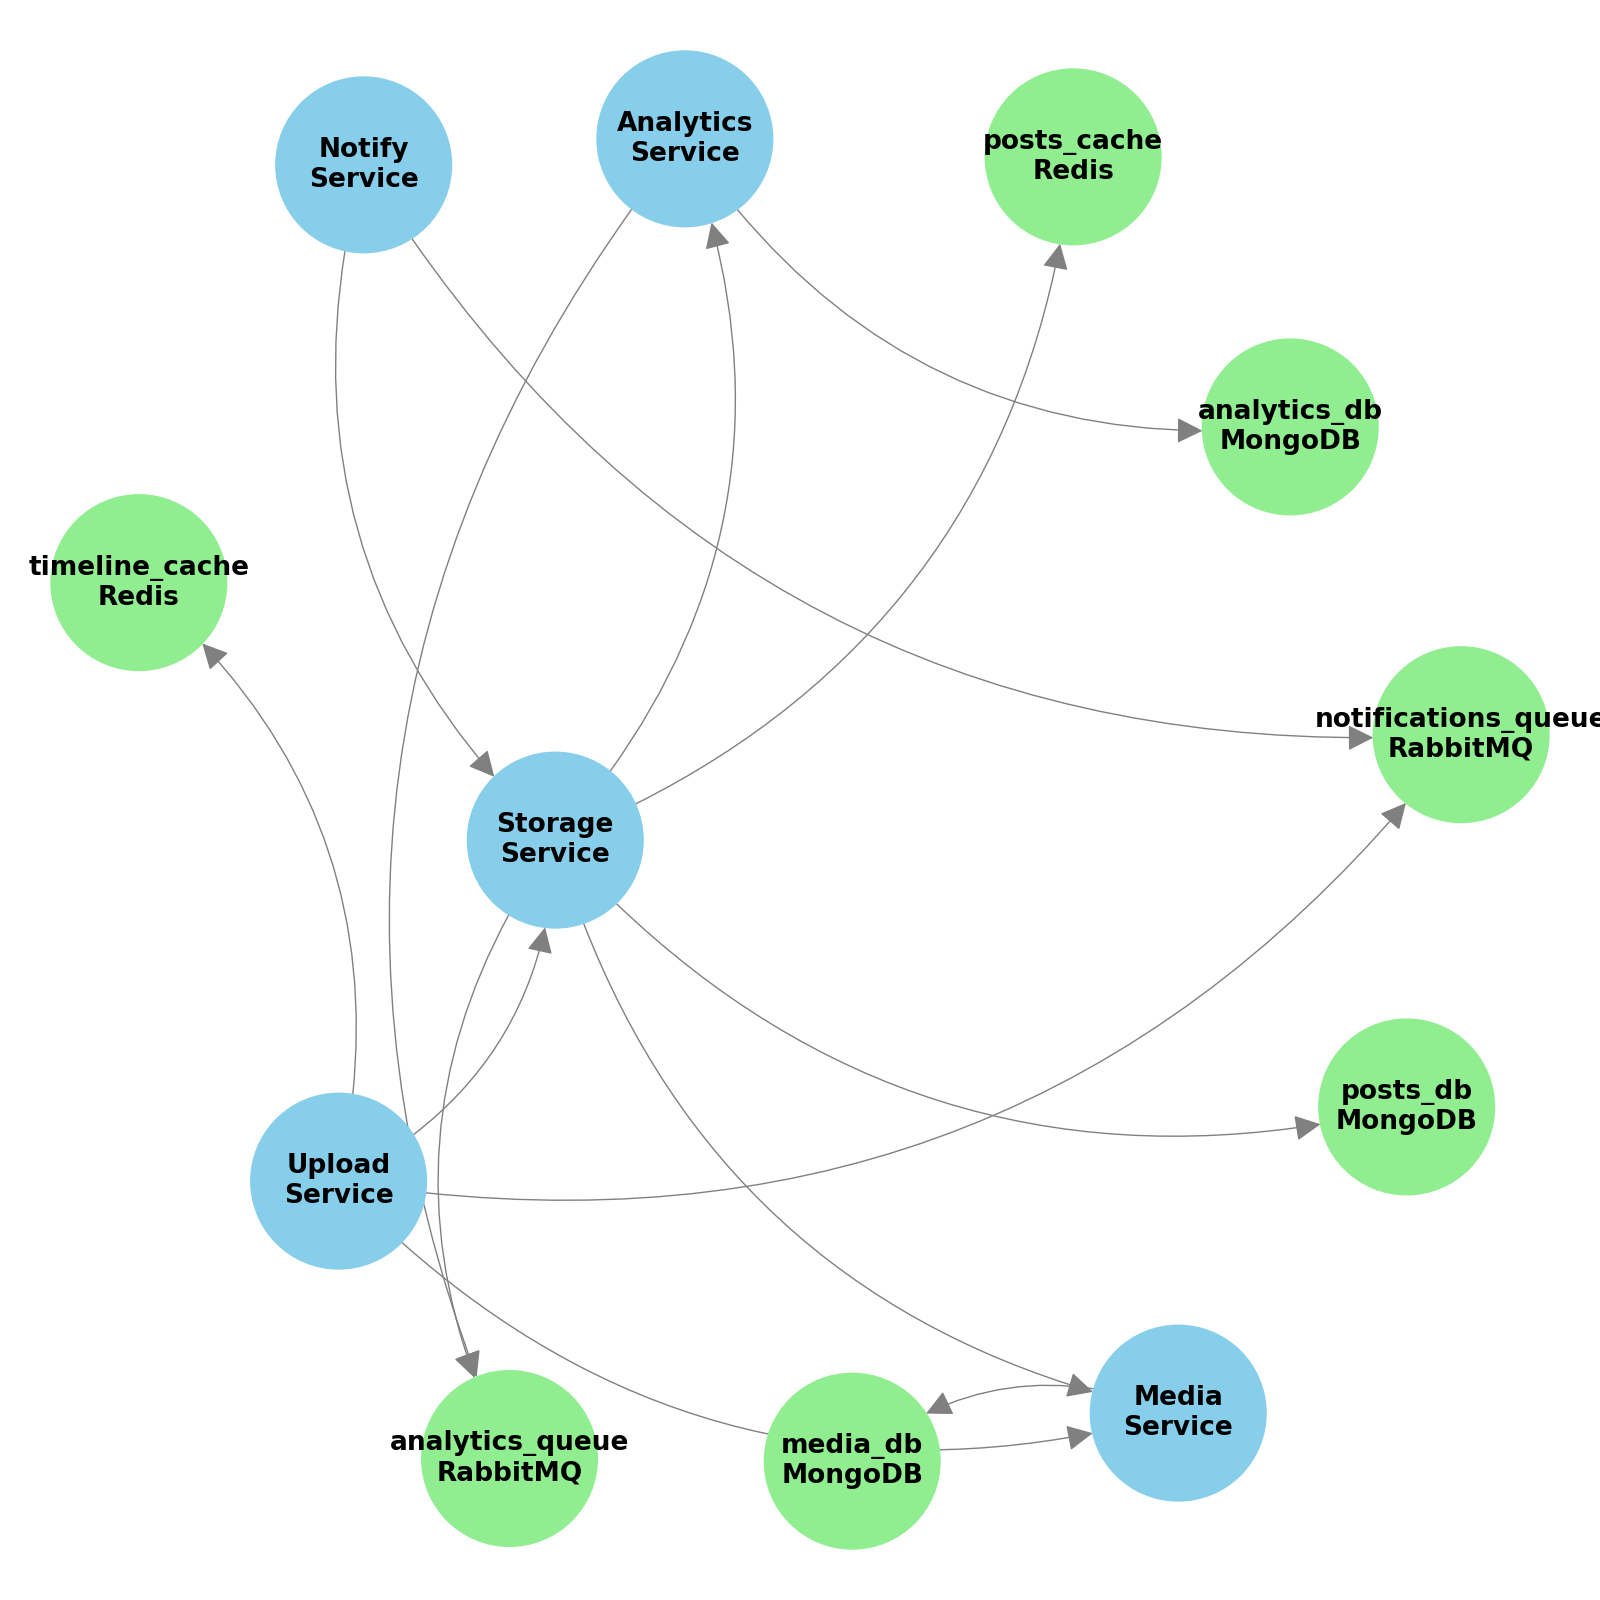 Notify
Service
Analytics
Service
posts_cache
Redis
analytics_db
MongoDB
timeline_cache
Redis
notifications_queue
RabbitMQ
Storage
Service
posts_db
MongoDB
Upload
Service
Media
Service
analytics_queue
RabbitMQ
media_db
MongoDB